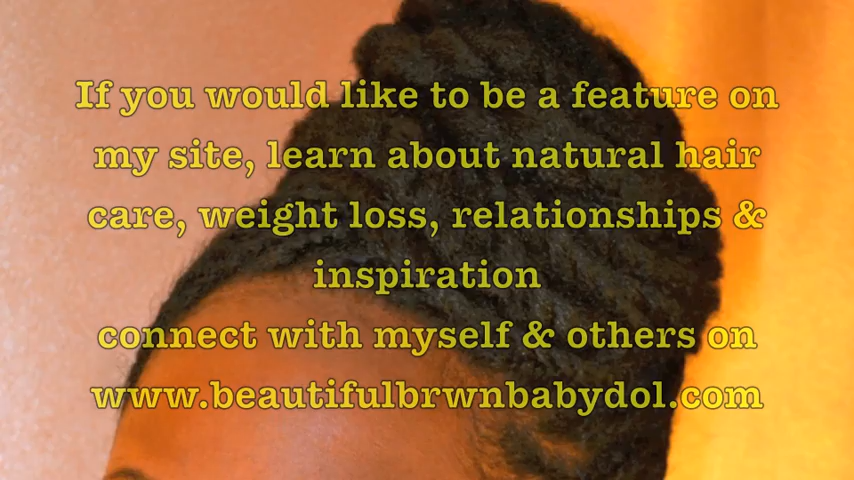 If you would like to be a feature on
my site, learn about natural hair
care, weight loss, relationships &
inspiration
connect with myself & others on
www.beautifulbrwnbabydol.com